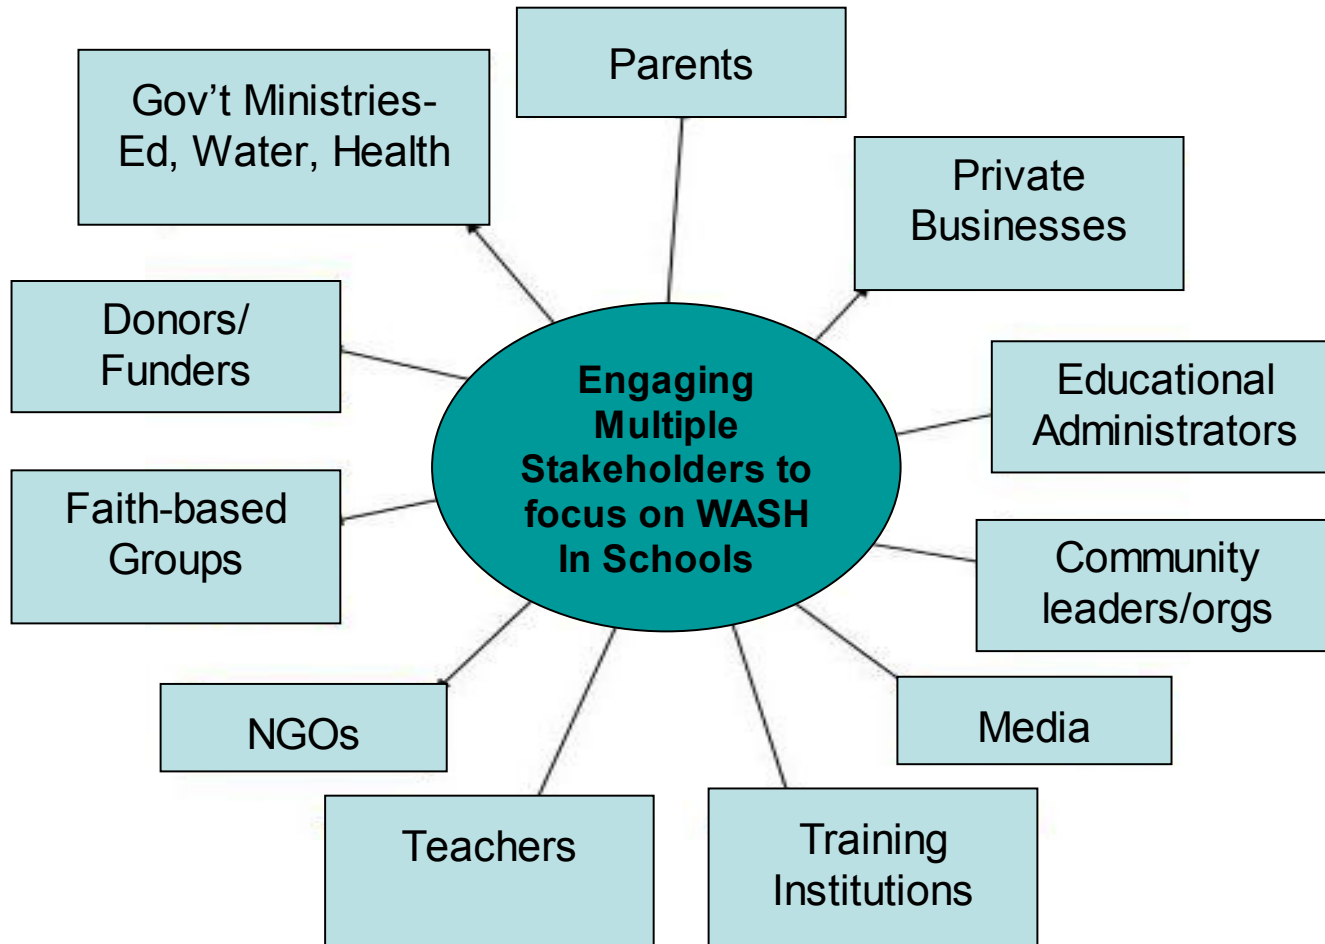 Parents
Gov’t Ministries-
Ed, Water, Health
Private
Businesses
Donors/
Funders
Engaging
Multiple
Stakeholders to
focus on WASH
In Schools
Educational
Administrators
Faith-based
Groups
Community
leaders/orgs
NGOs
Media
Teachers
Training
Institutions